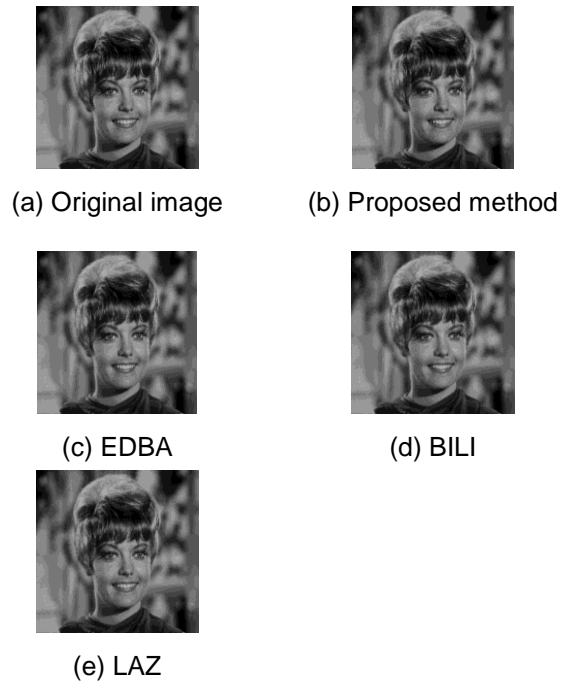 (a) Original image
(b) Proposed method
(c) EDBA
(d) BILI
(e) LAZ